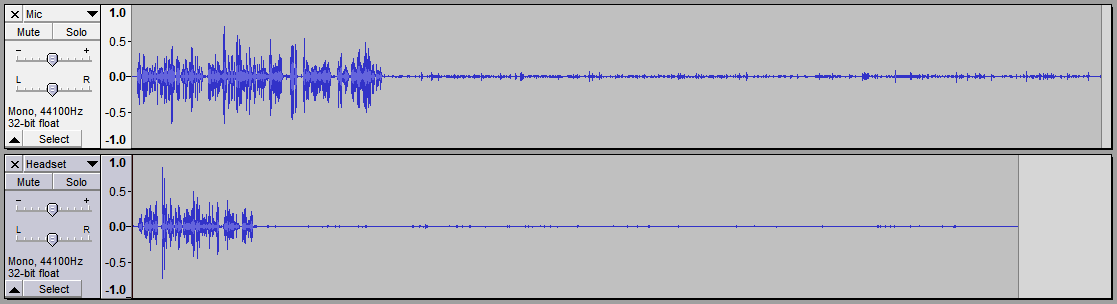 Mic
Mute Solo
- +
L R
Mono, 44100Hz
32-bit float
Select
1.0
0.5
0.0
-0.5
-1.0
Headset
Mute Solo
- +
L R
Mono, 44100Hz
32-bit float
Select
1.0
0.5
0.0
-0.5
-1.0